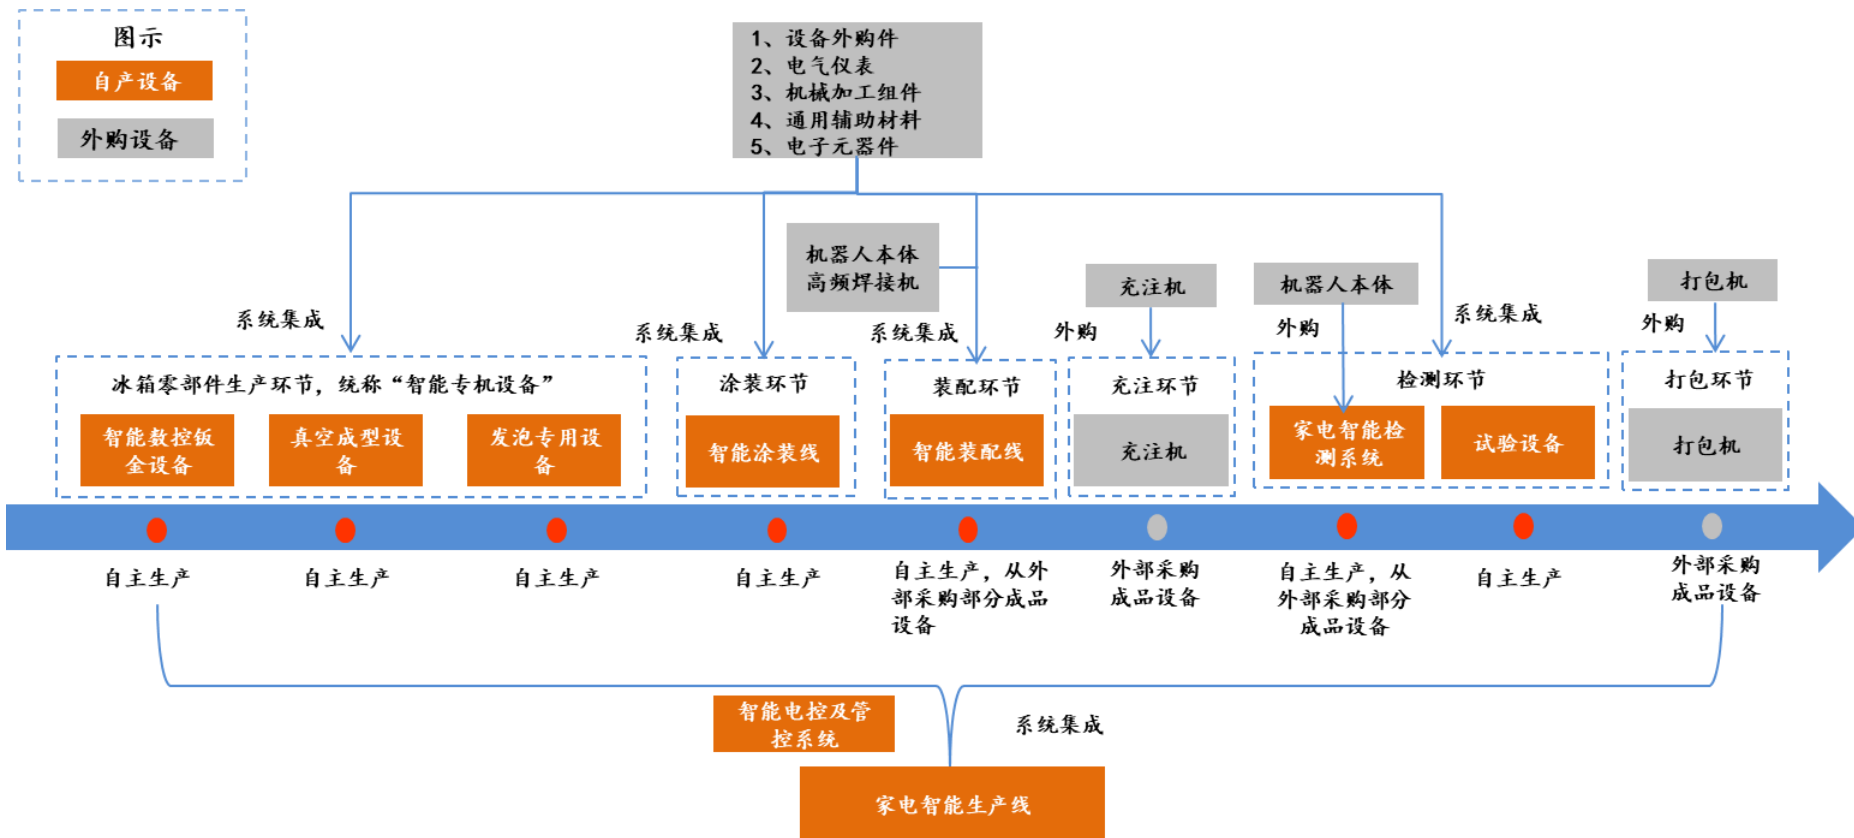 图示
自产设备
外购设备
1、设备外购件
2、电气仪表
3、机械加工组件
4、通用辅助材料
5、电子元器件
机器人本体
高频焊接机
充注机
机器人本体
打包机
系统集成
系统集成
系统集成
外购
外购
系统集成
外购
冰箱零部件生产环节，统称“智能专机设备”
智能数控钣
金设备
真空成型设
备
发泡专用设
备
涂装环节
智能涂装线
装配环节
智能装配线
充注环节
充注机
检测环节
家电智能检
测系统
试验设备
打包环节
打包机
自主生产
自主生产
自主生产
自主生产
自主生产，从外
部采购部分成品
设备
外部采购
成品设备
自主生产，从
外部采购部分
成品设备
自主生产
外部采购
成品设备
智能电控及管
控系统
系统集成
家电智能生产线